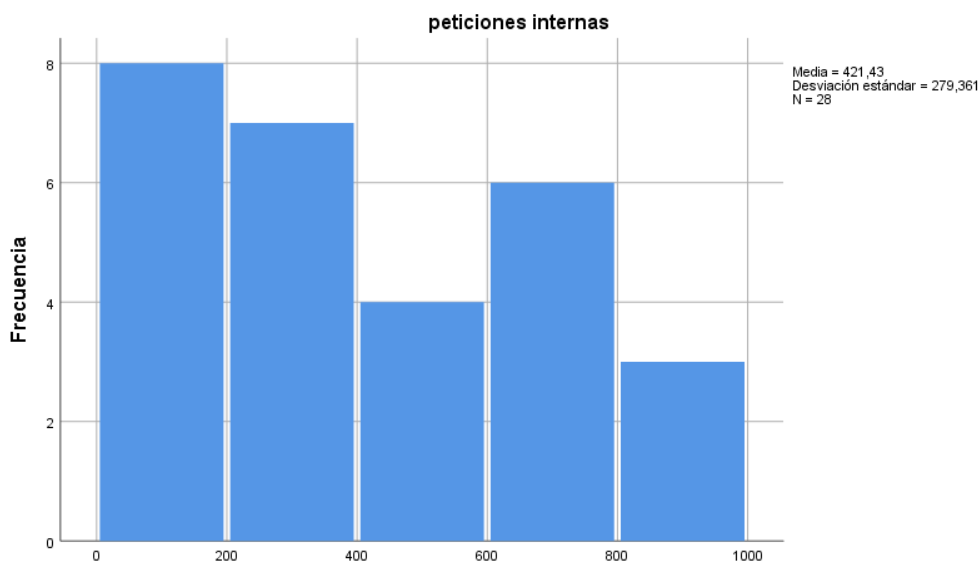 peticiones internas
Media = 421,43
Desviación estándar = 279,361
N = 28
Frecuencia
8
6
4
2
0
0 200 400 600 800 1000